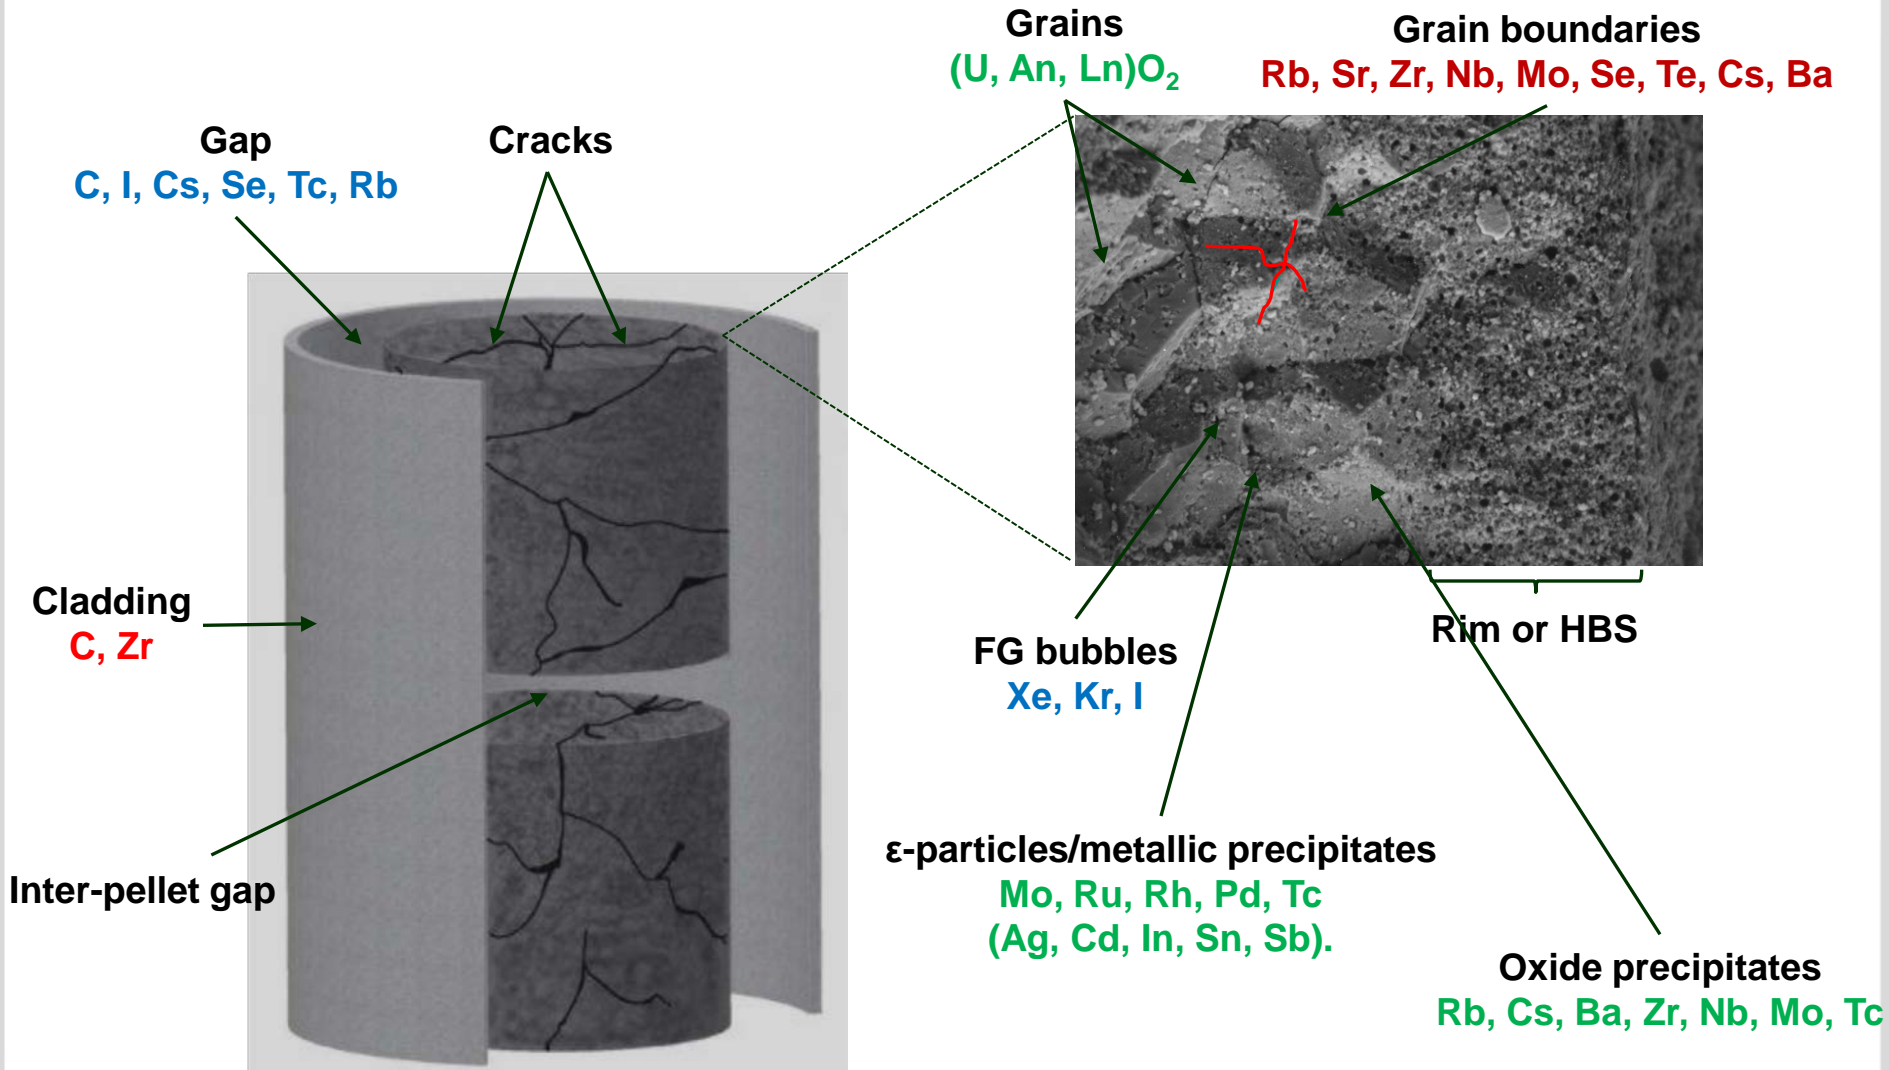 Grains
(U, An, Ln)O₂
Grain boundaries
Rb, Sr, Zr, Nb, Mo, Se, Te, Cs, Ba
Gap
C, I, Cs, Se, Tc, Rb
Cracks
Cladding
C, Zr
Inter-pellet gap
FG bubbles
Xe, Kr, I
Rim or HBS
ε-particles/metallic precipitates
Mo, Ru, Rh, Pd, Tc
(Ag, Cd, In, Sn, Sb).
Oxide precipitates
Rb, Cs, Ba, Zr, Nb, Mo, Tc